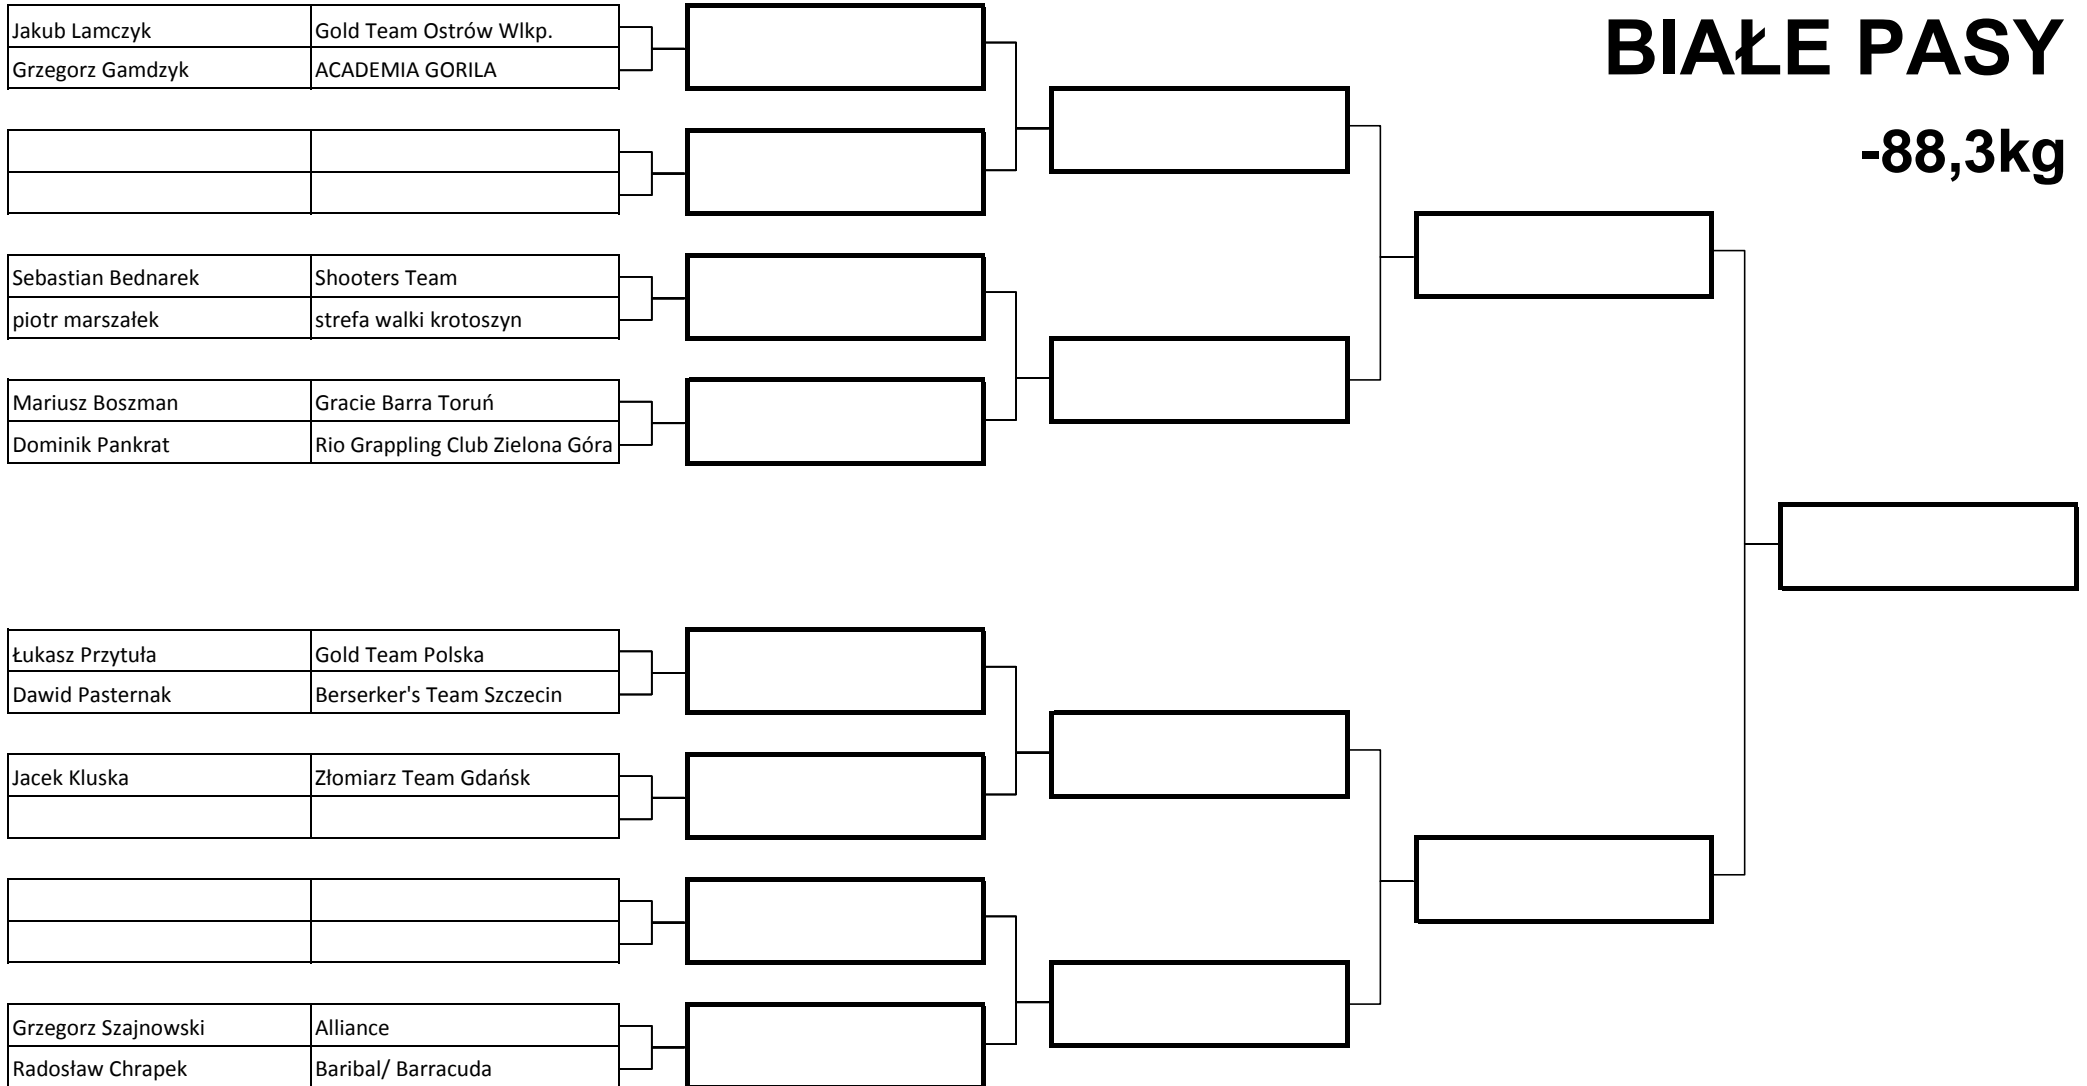 BIAŁE PASY
-88,3kg
Jakub Lamczyk Gold Team Ostrów Wlkp.
Grzegorz Gamdzyk ACADEMIA GORILA
Sebastian Bednarek Shooters Team
piotr marszałek strefa walki krotoszyn
Mariusz Boszman Gracie Barra Toruń
Dominik Pankrat Rio Grappling Club Zielona Góra
Łukasz Przytuła Gold Team Polska
Dawid Pasternak Berserker's Team Szczecin
Jacek Kluska Złomiarz Team Gdańsk
Grzegorz Szajnowski Alliance
Radosław Chrapek Baribal/ Barracuda